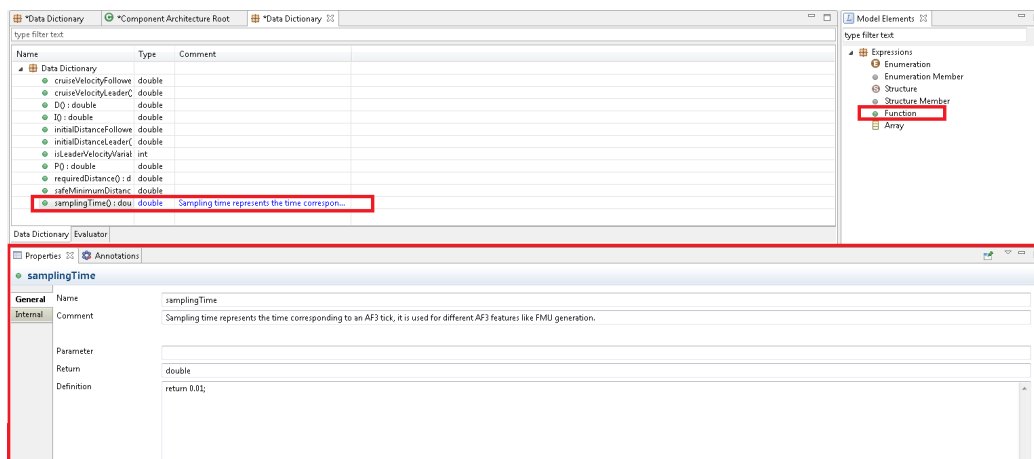 *Data Dictionary
*Component Architecture Root
*Data Dictionary
Model Elements
type filter text
type filter text
Name Type Comment
Expressions
Data Dictionary
Enumeration
cruiseVelocityFollowe double
Enumeration Member
cruiseVelocityLeader( double
Structure
D() : double double
Structure Member
I() : double double
Function
initialDistanceFollowe double
Array
initialDistanceLeader( double
isLeaderVelocityVarial int
P() : double double
requiredDistance() : d double
safeMinimumDistanc double
samplingTime() : dou double Sampling time represents the time correspon...
Data Dictionary Evaluator
Properties Annotations
samplingTime
General Name samplingTime
Internal Comment Sampling time represents the time corresponding to an AF3 tick, it is used for different AF3 features like FMU generation.
Parameter
Return double
Definition return 0.01;